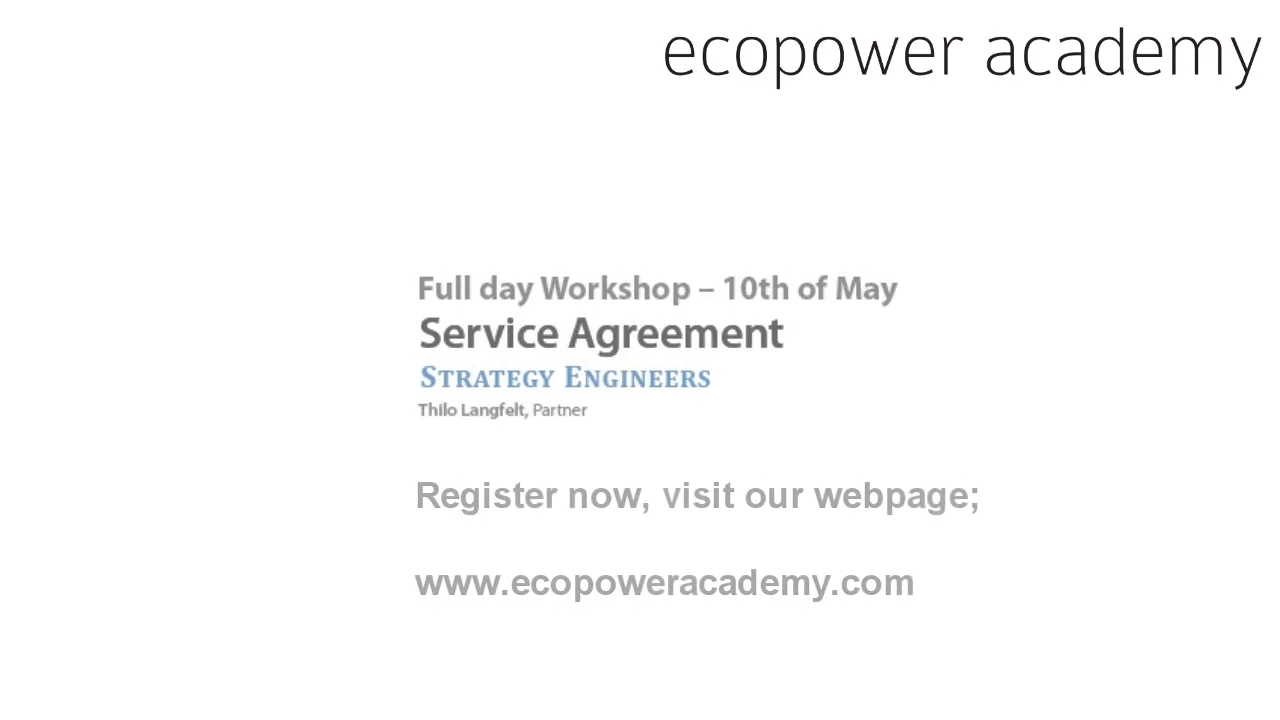 ecopower academy
Full day Workshop – 10th of May
Service Agreement
STRATEGY ENGINEERS
Thilo Langfelt, Partner
Register now, visit our webpage;
www.ecopoweracademy.com